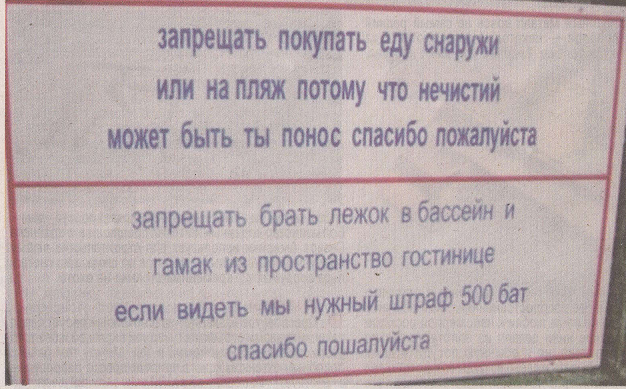 запрещать покупать еду снаружи
или на пляж потому что нечистий
может быть ты понос спасибо пожалуйста
запрещать брать лежок в бассейн и
гамак из пространство гостинице
если видеть мы нужный штраф 500 бат
спасибо пошалуйста